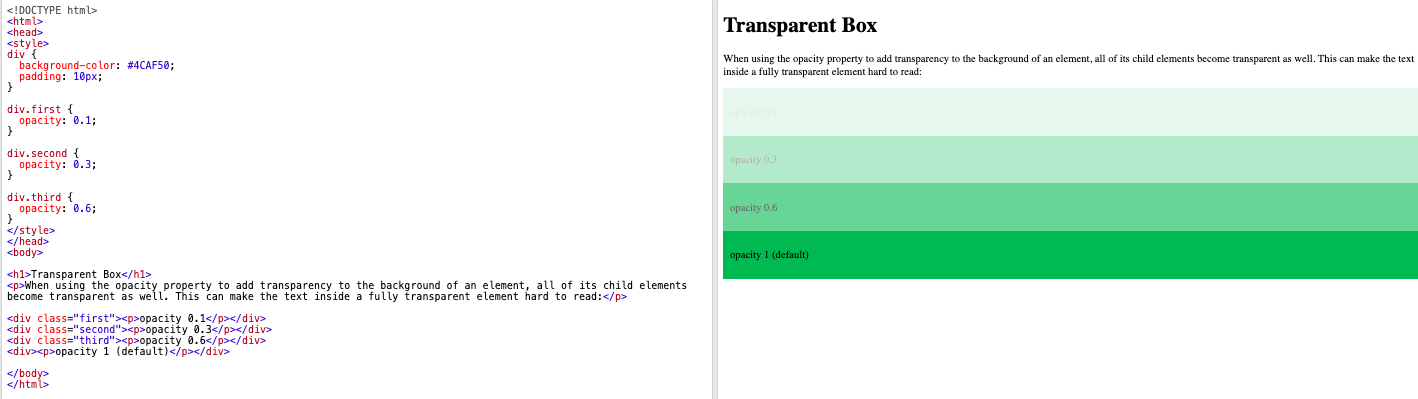 <!DOCTYPE html>
<html>
<head>
<style>
div {
  background-color: #4CAF50;
  padding: 10px;
}

div.first {
  opacity: 0.1;
}

div.second {
  opacity: 0.3;
}

div.third {
  opacity: 0.6;
}
</style>
</head>
<body>

<h1>Transparent Box</h1>
<p>When using the opacity property to add transparency to the background of an element, all of its child elements
become transparent as well. This can make the text inside a fully transparent element hard to read:</p>

<div class="first"><p>opacity 0.1</p></div>
<div class="second"><p>opacity 0.3</p></div>
<div class="third"><p>opacity 0.6</p></div>
<div><p>opacity 1 (default)</p></div>

</body>
</html>

Transparent Box
When using the opacity property to add transparency to the background of an element, all of its child elements become transparent as well. This can make the text
inside a fully transparent element hard to read:
opacity 0.1
opacity 0.3
opacity 0.6
opacity 1 (default)